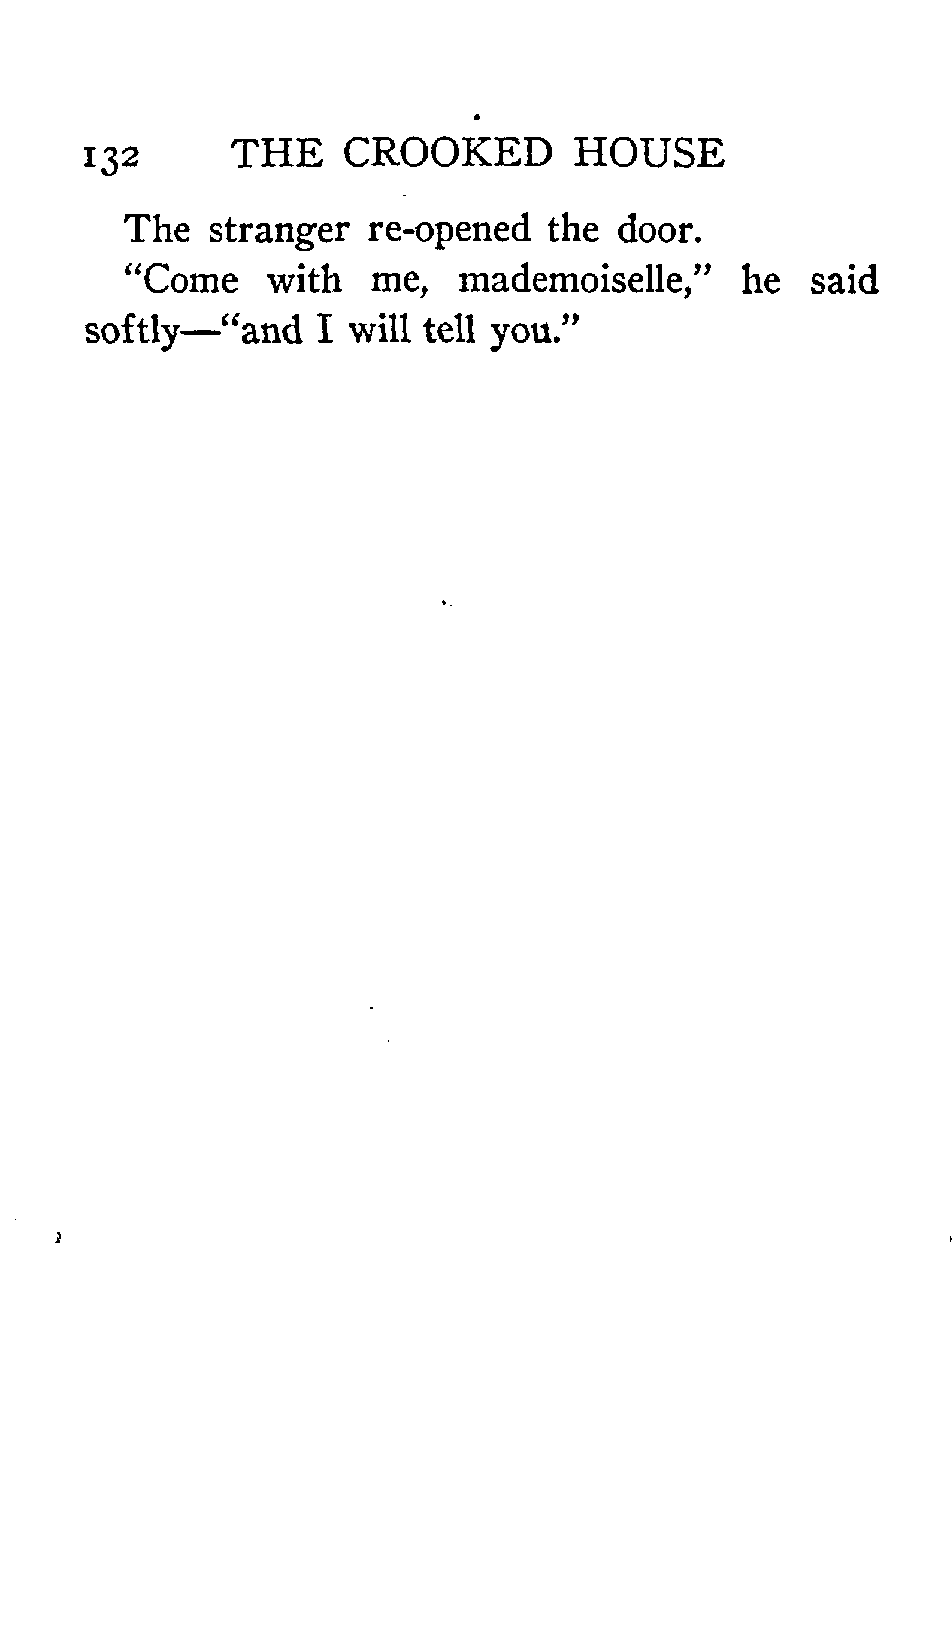 132 THE CROOKED HOUSE
The stranger re-opened the door.
“Come with me, mademoiselle,” he said
softly—“and I will tell you.”